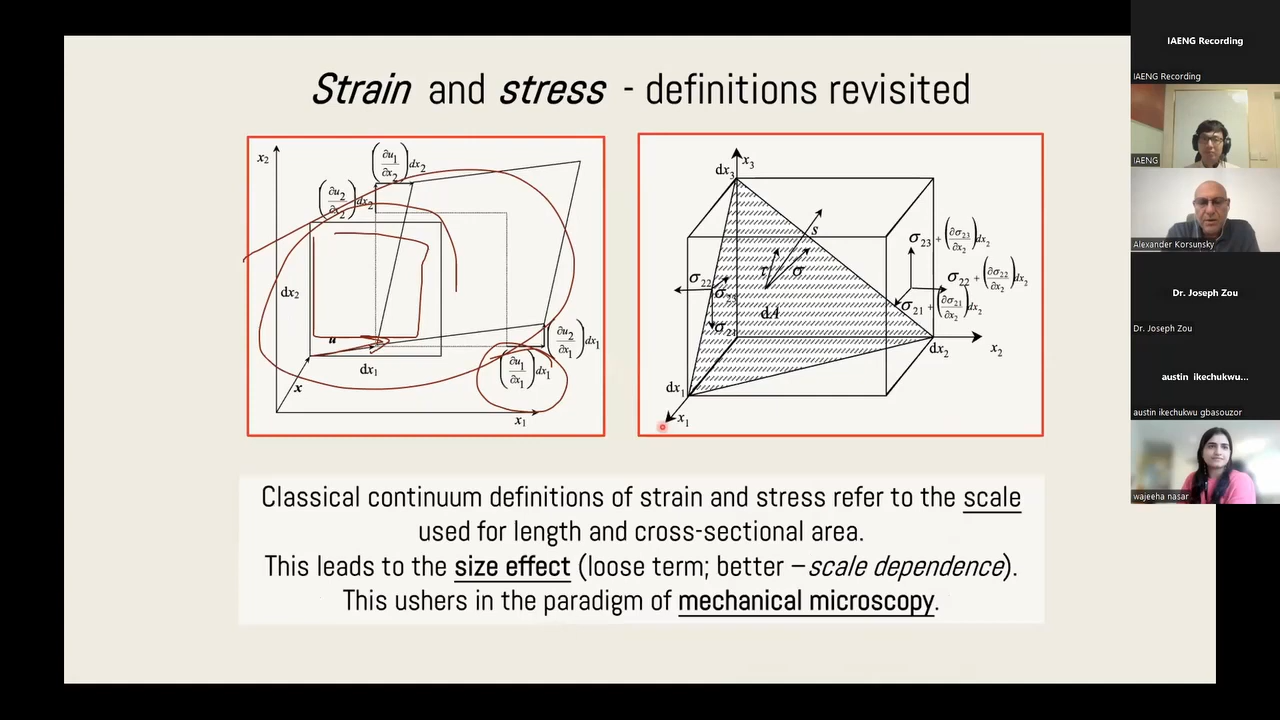 Strain and stress - definitions revisited
x₂
(∂u₁/∂x₂)dx₂
(∂u₂/∂x₂)dx₂
dx₂
u
dx₁
(∂u₂/∂x₁)dx₁
(∂u₁/∂x₁)dx₁
x
x₁
x₃
dx₃
s
τ
σ
σ₂₃+(∂σ₂₃/∂x₂)dx₂
σ₂₂
σ₂₃
σ₂₂+(∂σ₂₂/∂x₂)dx₂
σ₂₁+(∂σ₂₁/∂x₂)dx₂
dA
σ₂₁
dx₂
x₂
dx₁
x₁
Classical continuum definitions of strain and stress refer to the scale
used for length and cross-sectional area.
This leads to the size effect (loose term; better – scale dependence).
This ushers in the paradigm of mechanical microscopy.
IAENG Recording
IAENG Recording
IAENG
Alexander Korsunsky
Dr. Joseph Zou
Dr. Joseph Zou
austin ikechukwu...
austin ikechukwu gbasouzor
wajeeha nasar